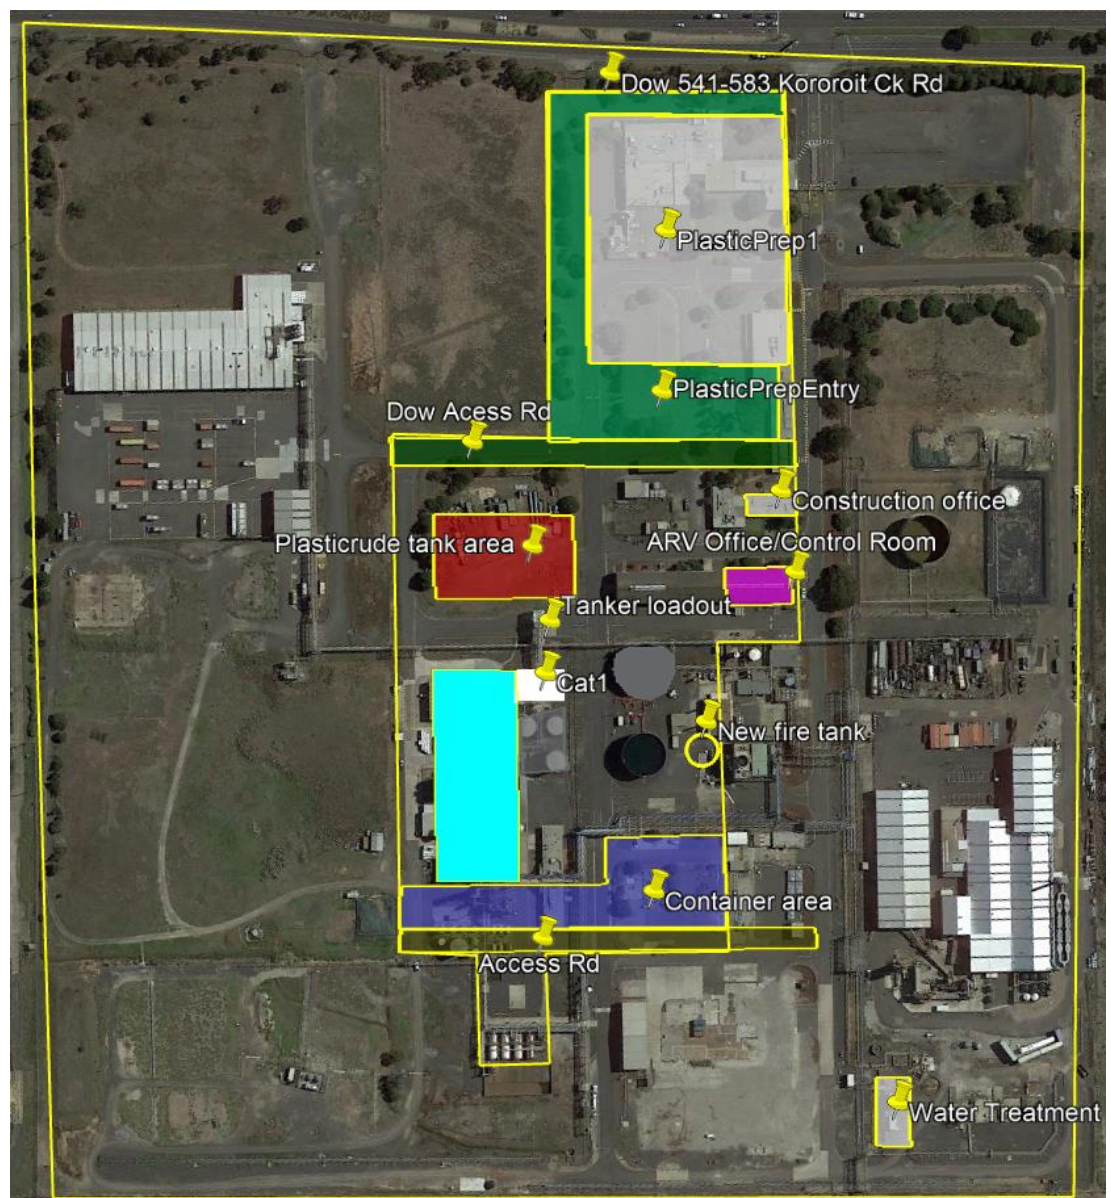 Dow 541-583 Kororoit Ck Rd
PlasticPrep1
PlasticPrepEntry
Dow Acess Rd
Construction office
Plasticrude tank area
ARV Office/Control Room
Tanker loadout
Cat1
New fire tank
Container area
Access Rd
Water Treatment